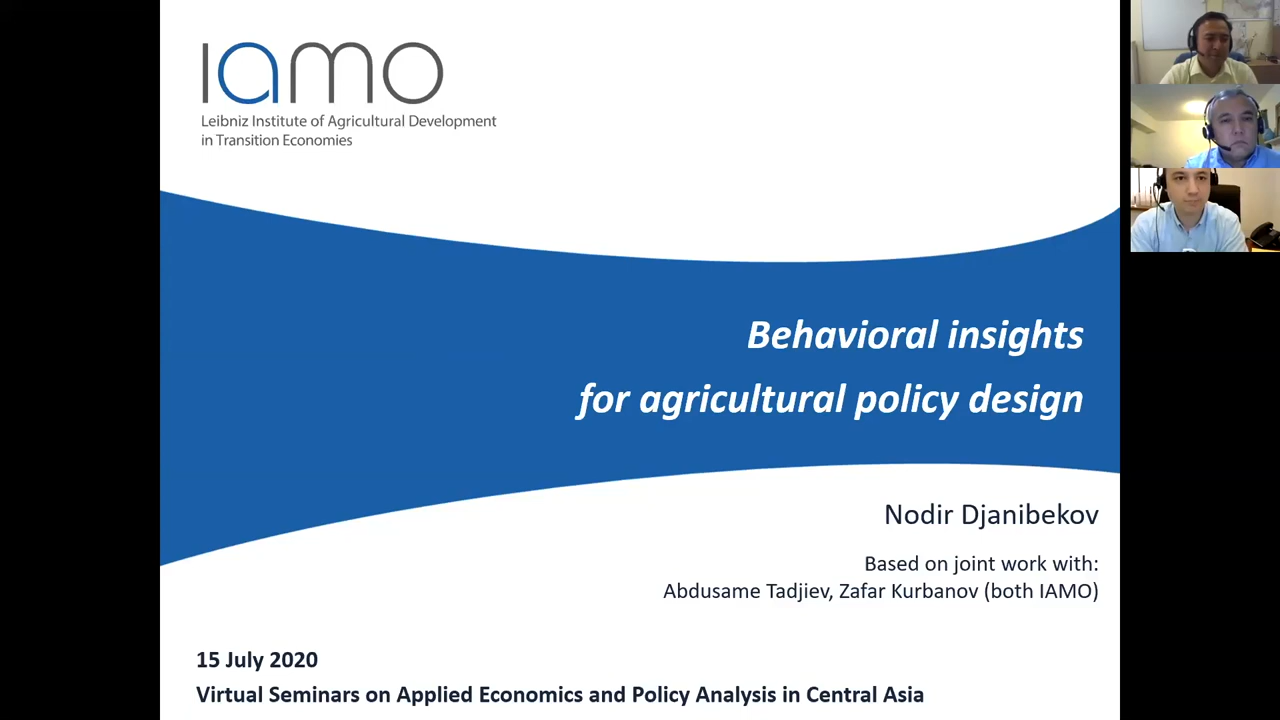 iamo
Leibniz Institute of Agricultural Development
in Transition Economies
Behavioral insights
for agricultural policy design
Nodir Djanibekov
Based on joint work with:
Abdusame Tadjiev, Zafar Kurbanov (both IAMO)
15 July 2020
Virtual Seminars on Applied Economics and Policy Analysis in Central Asia